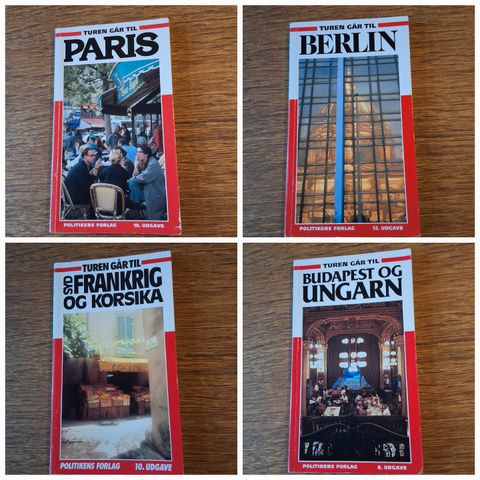 TUREN GÅR TIL
PARIS
POLITIKENS FORLAG 19. UDGAVE
TUREN GÅR TIL
BERLIN
POLITIKENS FORLAG 12. UDGAVE
TUREN GÅR TIL
SYD FRANKRIG
OG KORSIKA
POLITIKENS FORLAG 10. UDGAVE
TUREN GÅR TIL
BUDAPEST OG
UNGARN
POLITIKENS FORLAG 8. UDGAVE